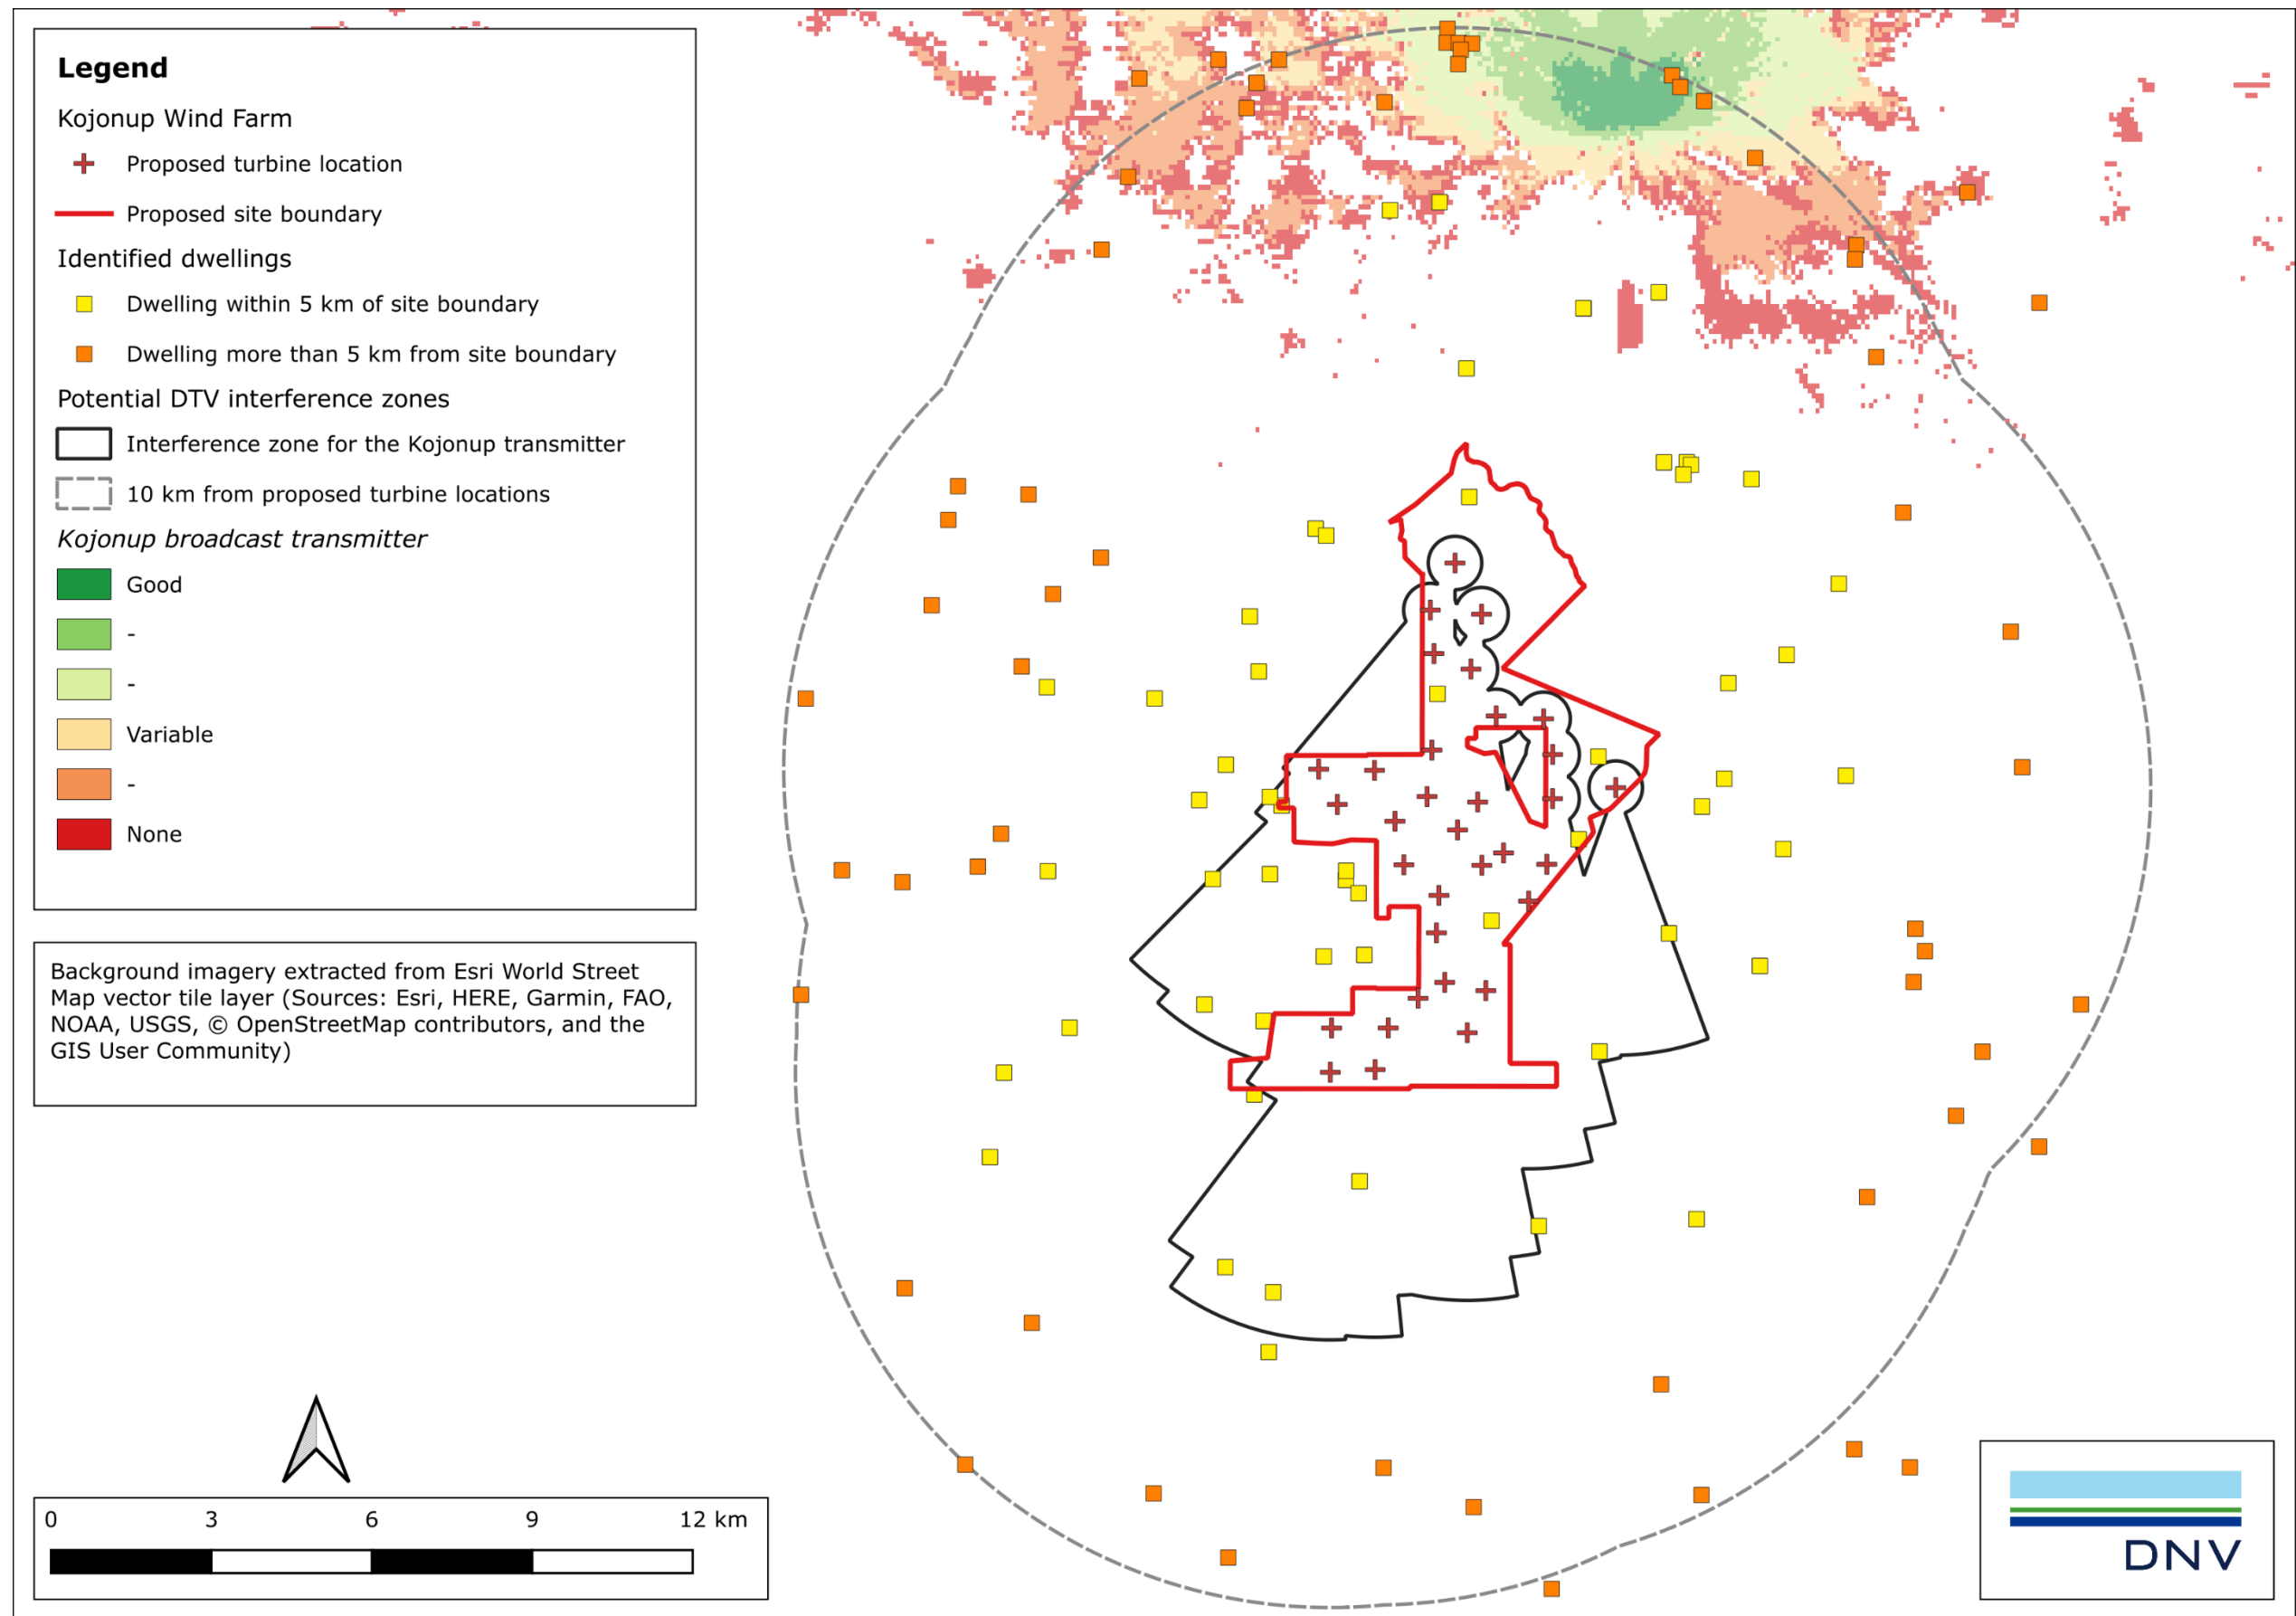 Legend
Kojonup Wind Farm
Proposed turbine location
Proposed site boundary
Identified dwellings
Dwelling within 5 km of site boundary
Dwelling more than 5 km from site boundary
Potential DTV interference zones
Interference zone for the Kojonup transmitter
10 km from proposed turbine locations
Kojonup broadcast transmitter
Good
-
-
Variable
-
None
Background imagery extracted from Esri World Street
Map vector tile layer (Sources: Esri, HERE, Garmin, FAO,
NOAA, USGS, © OpenStreetMap contributors, and the
GIS User Community)
0 3 6 9 12 km
DNV